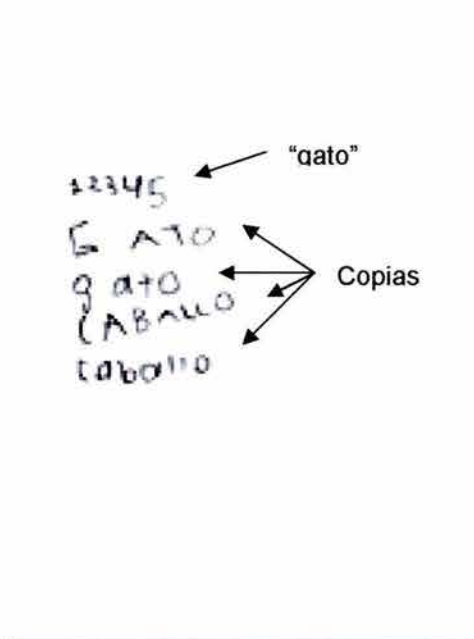 “gato”
12345
G ATO
g ato
Copias
CABALLO
caballo